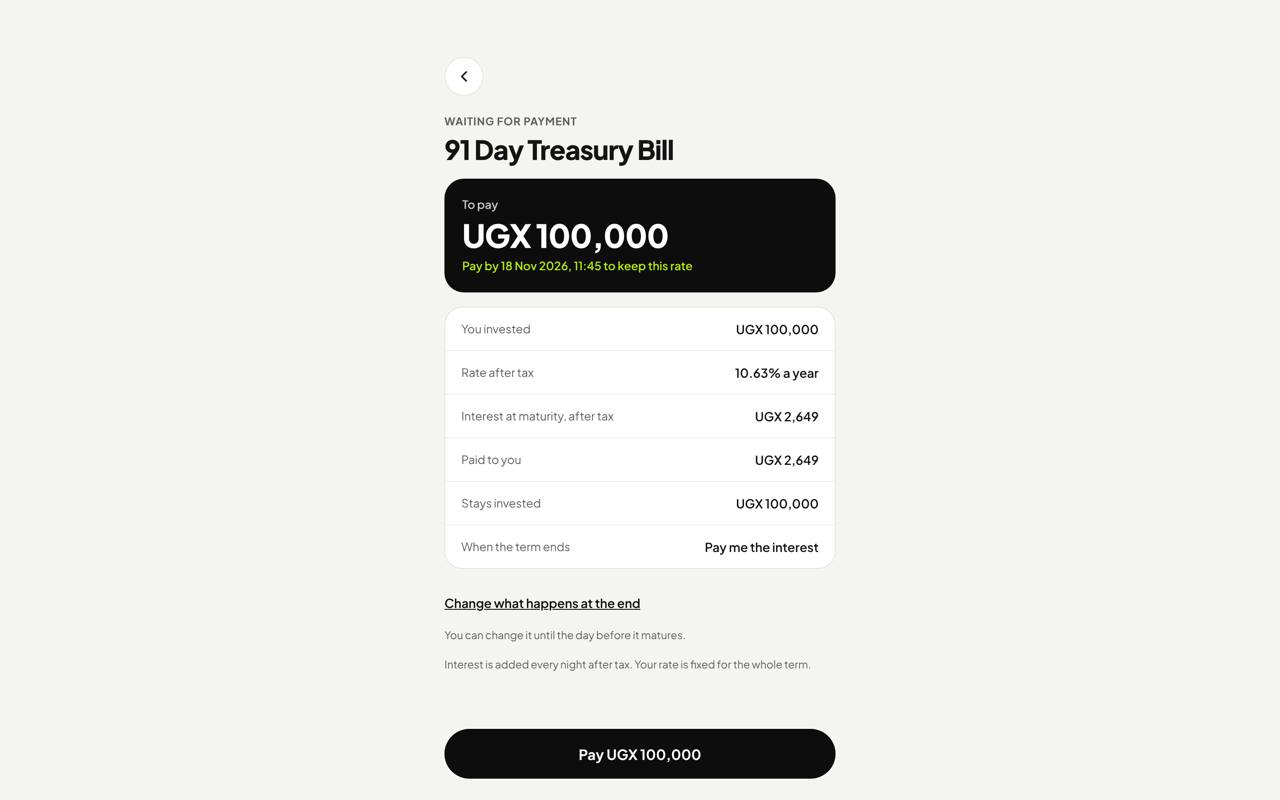 WAITING FOR PAYMENT
91 Day Treasury Bill
To pay
UGX 100,000
Pay by 18 Nov 2026, 11:45 to keep this rate
You invested UGX 100,000
Rate after tax 10.63% a year
Interest at maturity, after tax UGX 2,649
Paid to you UGX 2,649
Stays invested UGX 100,000
When the term ends Pay me the interest
Change what happens at the end
You can change it until the day before it matures.
Interest is added every night after tax. Your rate is fixed for the whole term.
Pay UGX 100,000